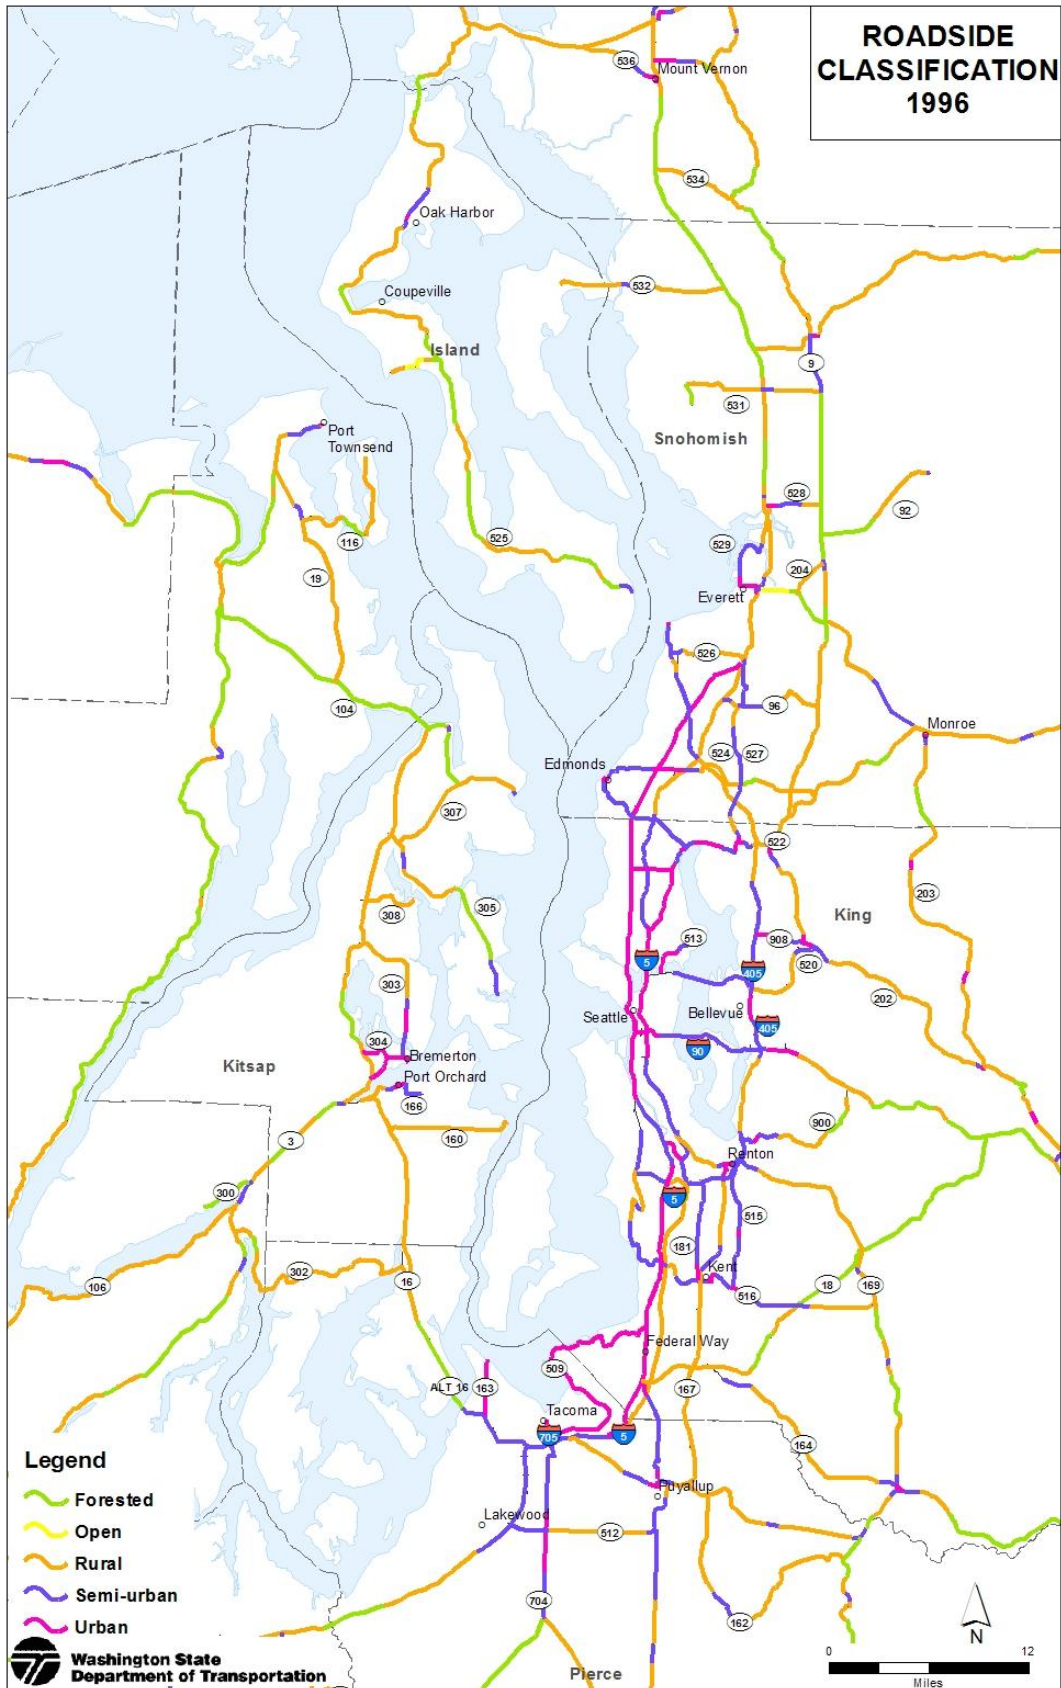 ROADSIDE
CLASSIFICATION
1996
536
Mount Vernon
534
Oak Harbor
532
Coupeville
Island
9
531
Port
Townsend
Snohomish
528
92
116
525
529
19
204
Everett
526
104
96
Monroe
524
527
Edmonds
307
522
203
305
308
King
513
908
5
405
520
303
202
Seattle
Bellevue
405
304
90
Bremerton
Kitsap
Port Orchard
166
900
3
160
Renton
300
5
515
181
Kent
106
302
16
18
169
516
Federal Way
509
ALT 16
163
167
Tacoma
705
5
164
Legend
Puyallup
Forested
Lakewood
Open
512
Rural
Semi-urban
704
Urban
162
N
Washington State
Department of Transportation
Pierce
0
12
Miles